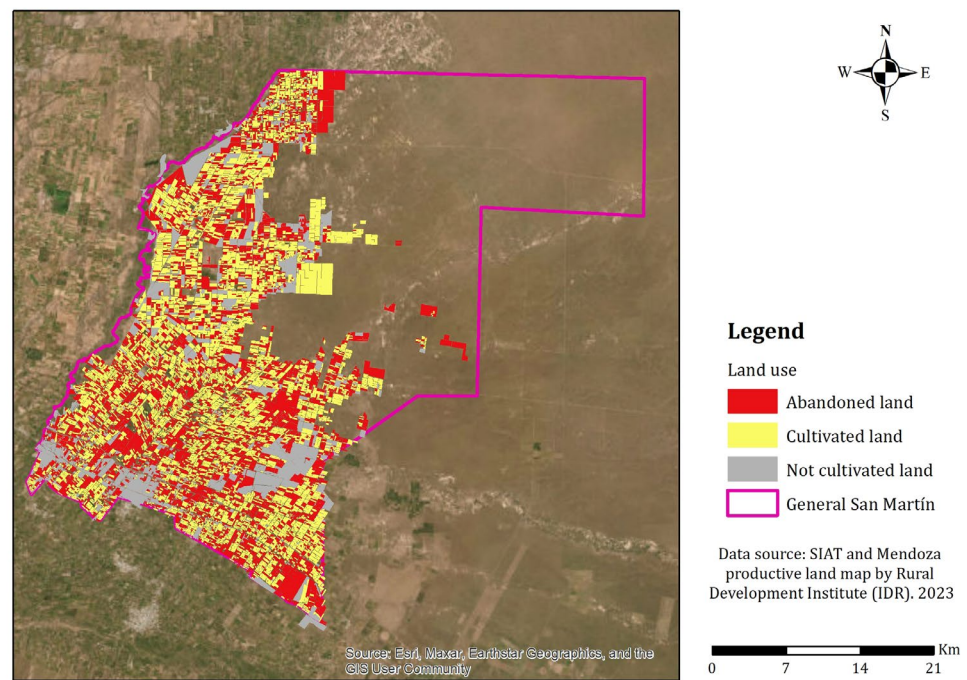 N
W E
S
Legend
Land use
Abandoned land
Cultivated land
Not cultivated land
General San Martín
Data source: SIAT and Mendoza
productive land map by Rural
Development Institute (IDR). 2023
Km
0 7 14 21
Source: Esri, Maxar, Earthstar Geographics, and the
GIS User Community